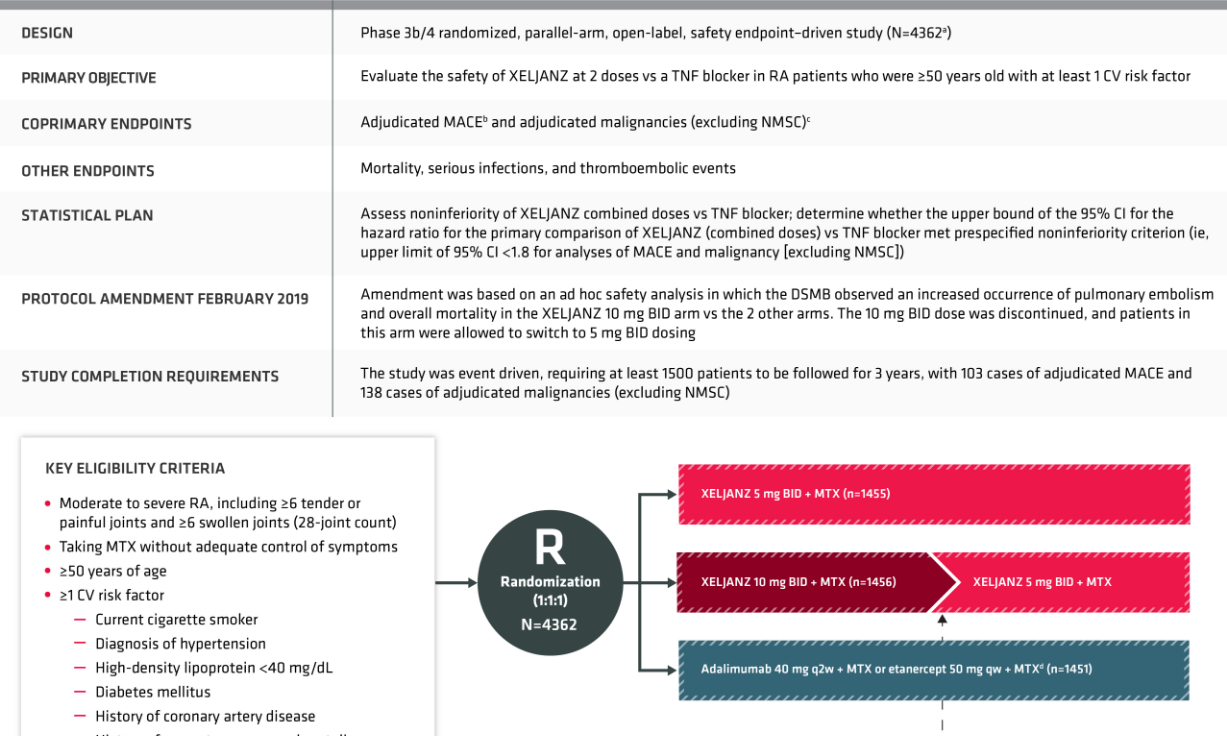 DESIGN
Phase 3b/4 randomized, parallel-arm, open-label, safety endpoint–driven study (N=4362ᵃ)
PRIMARY OBJECTIVE
Evaluate the safety of XELJANZ at 2 doses vs a TNF blocker in RA patients who were ≥50 years old with at least 1 CV risk factor
COPRIMARY ENDPOINTS
Adjudicated MACEᵇ and adjudicated malignancies (excluding NMSC)ᶜ
OTHER ENDPOINTS
Mortality, serious infections, and thromboembolic events
STATISTICAL PLAN
Assess noninferiority of XELJANZ combined doses vs TNF blocker; determine whether the upper bound of the 95% CI for the
hazard ratio for the primary comparison of XELJANZ (combined doses) vs TNF blocker met prespecified noninferiority criterion (ie,
upper limit of 95% CI <1.8 for analyses of MACE and malignancy [excluding NMSC])
PROTOCOL AMENDMENT FEBRUARY 2019
Amendment was based on an ad hoc safety analysis in which the DSMB observed an increased occurrence of pulmonary embolism
and overall mortality in the XELJANZ 10 mg BID arm vs the 2 other arms. The 10 mg BID dose was discontinued, and patients in
this arm were allowed to switch to 5 mg BID dosing
STUDY COMPLETION REQUIREMENTS
The study was event driven, requiring at least 1500 patients to be followed for 3 years, with 103 cases of adjudicated MACE and
138 cases of adjudicated malignancies (excluding NMSC)
KEY ELIGIBILITY CRITERIA
• Moderate to severe RA, including ≥6 tender or
painful joints and ≥6 swollen joints (28-joint count)
• Taking MTX without adequate control of symptoms
• ≥50 years of age
• ≥1 CV risk factor
— Current cigarette smoker
— Diagnosis of hypertension
— High-density lipoprotein <40 mg/dL
— Diabetes mellitus
— History of coronary artery disease
R
Randomization
(1:1:1)
N=4362
XELJANZ 5 mg BID + MTX (n=1455)
XELJANZ 10 mg BID + MTX (n=1456)
XELJANZ 5 mg BID + MTX
Adalimumab 40 mg q2w + MTX or etanercept 50 mg qw + MTXᵈ (n=1451)